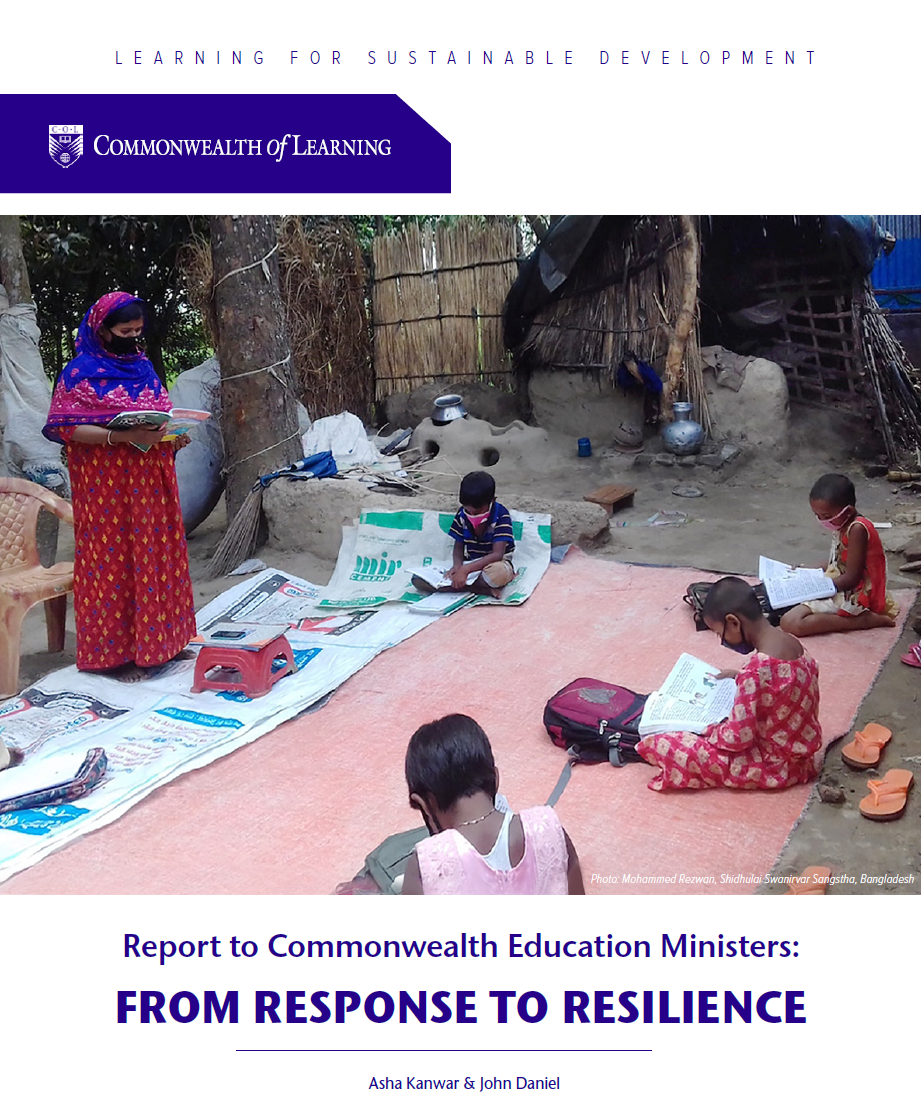 LEARNING FOR SUSTAINABLE DEVELOPMENT
C·O·L
COMMONWEALTH of LEARNING
CEMENT
Photo: Mohammed Rezwan, Shidhulai Swanirvar Sangstha, Bangladesh
Report to Commonwealth Education Ministers:
FROM RESPONSE TO RESILIENCE
Asha Kanwar & John Daniel